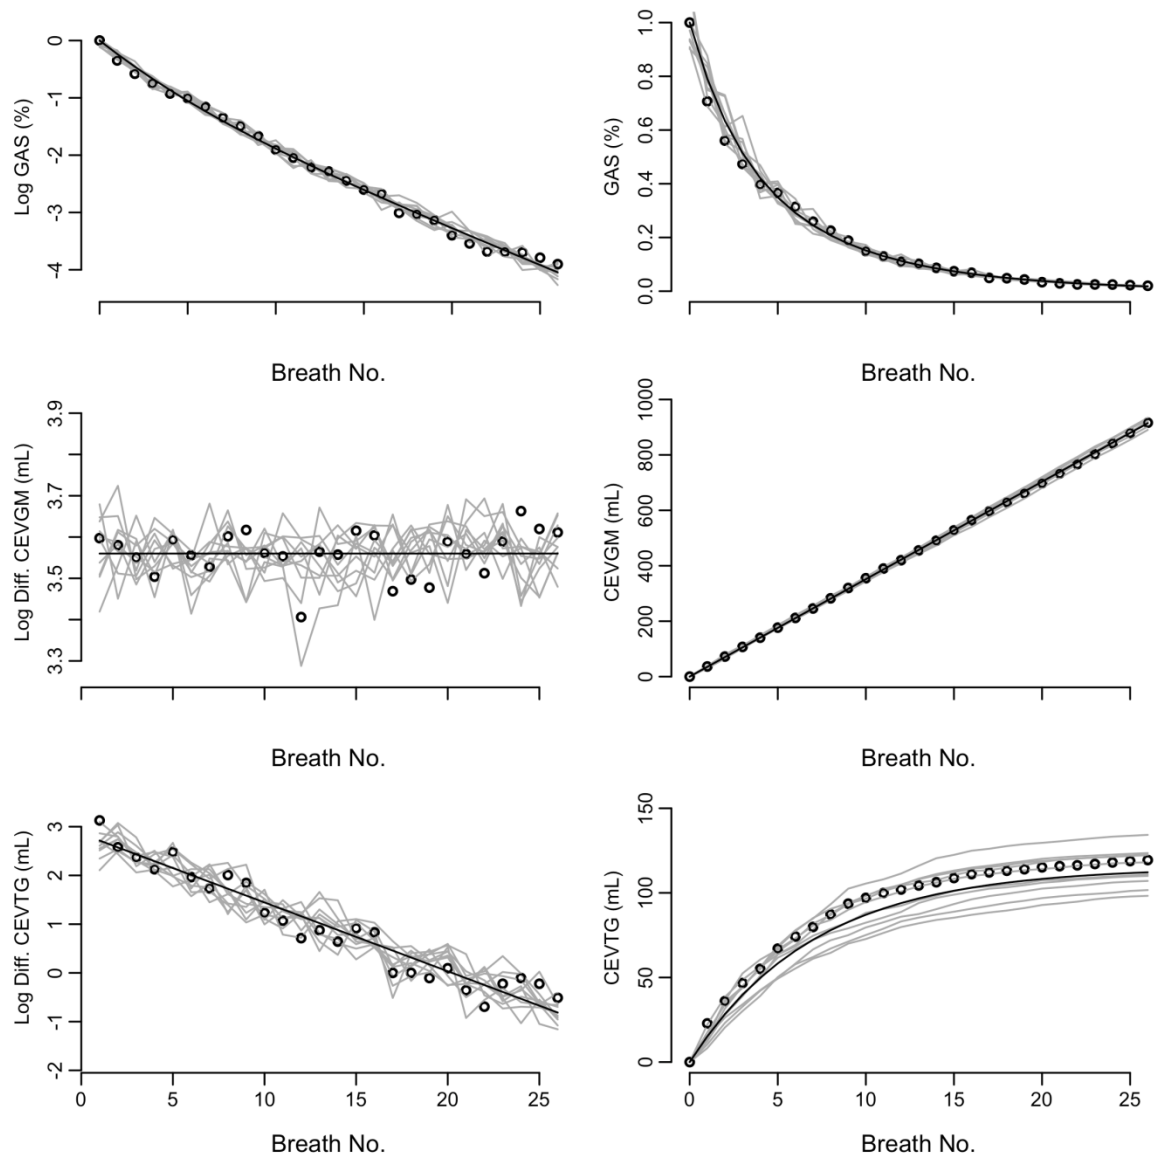 Log GAS (%)
0
-1
-2
-3
-4
Breath No.
GAS (%)
1.0
0.8
0.6
0.4
0.2
0.0
Breath No.
Log Diff. CEVGM (mL)
3.9
3.7
3.5
3.3
Breath No.
CEVGM (mL)
1000
800
600
400
200
0
Breath No.
Log Diff. CEVTG (mL)
3
2
1
0
-1
-2
0 5 10 15 20 25
Breath No.
CEVTG (mL)
150
100
50
0
0 5 10 15 20 25
Breath No.